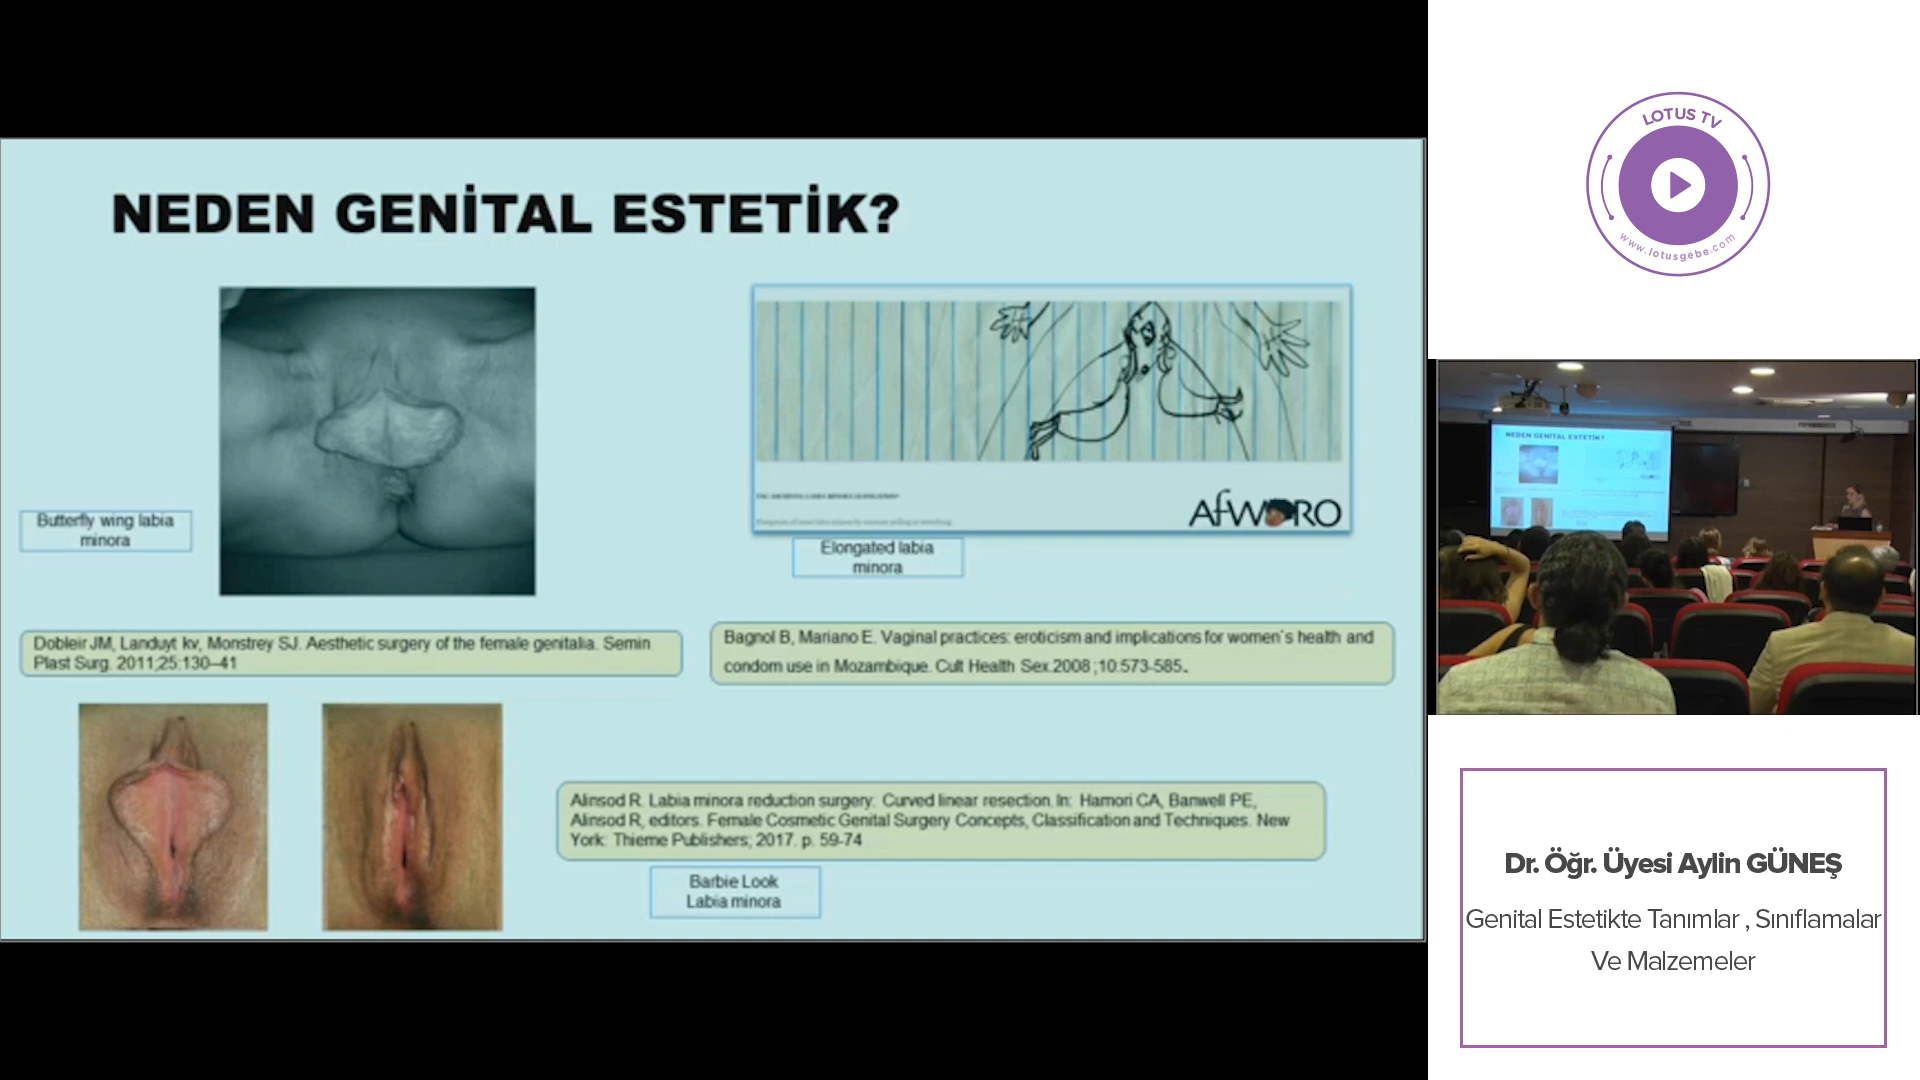 NEDEN GENİTAL ESTETİK?
Butterfly wing labia
minora
AfWORO
Elongated labia
minora
Dobleir JM, Landuyt kv, Monstrey SJ. Aesthetic surgery of the female genitalia. Semin
Plast Surg. 2011;25:130–41
Bagnol B, Mariano E. Vaginal practices: eroticism and implications for women's health and
condom use in Mozambique. Cult Health Sex.2008 ;10:573-585.
Alinsod R. Labia minora reduction surgery: Curved linear resection. In: Hamori CA, Banwell PE,
Alinsod R, editors. Female Cosmetic Genital Surgery Concepts, Classification and Techniques. New
York: Thieme Publishers; 2017. p. 59-74
Barbie Look
Labia minora
LOTUS TV
www.lotusgebe.com
NEDEN GENİTAL ESTETİK?
Dr. Öğr. Üyesi Aylin GÜNEŞ
Genital Estetikte Tanımlar , Sınıflamalar
Ve Malzemeler